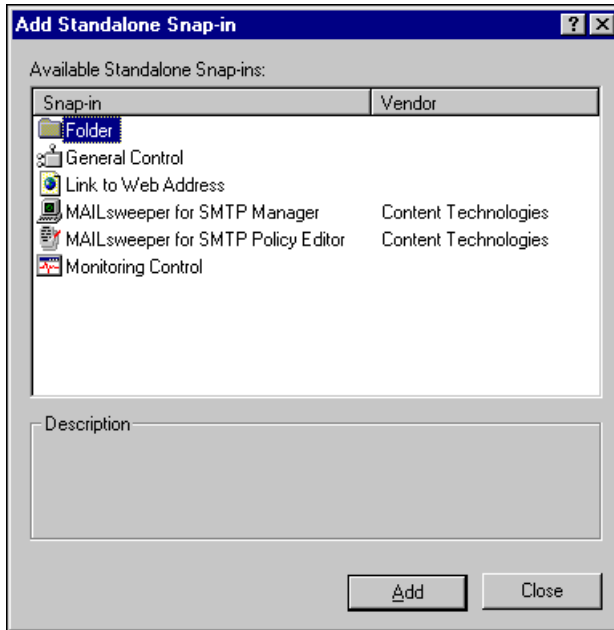 Add Standalone Snap-in
Available Standalone Snap-ins:
Snap-in Vendor
Folder
General Control
Link to Web Address
MAILsweeper for SMTP Manager Content Technologies
MAILsweeper for SMTP Policy Editor Content Technologies
Monitoring Control
Description
Add Close